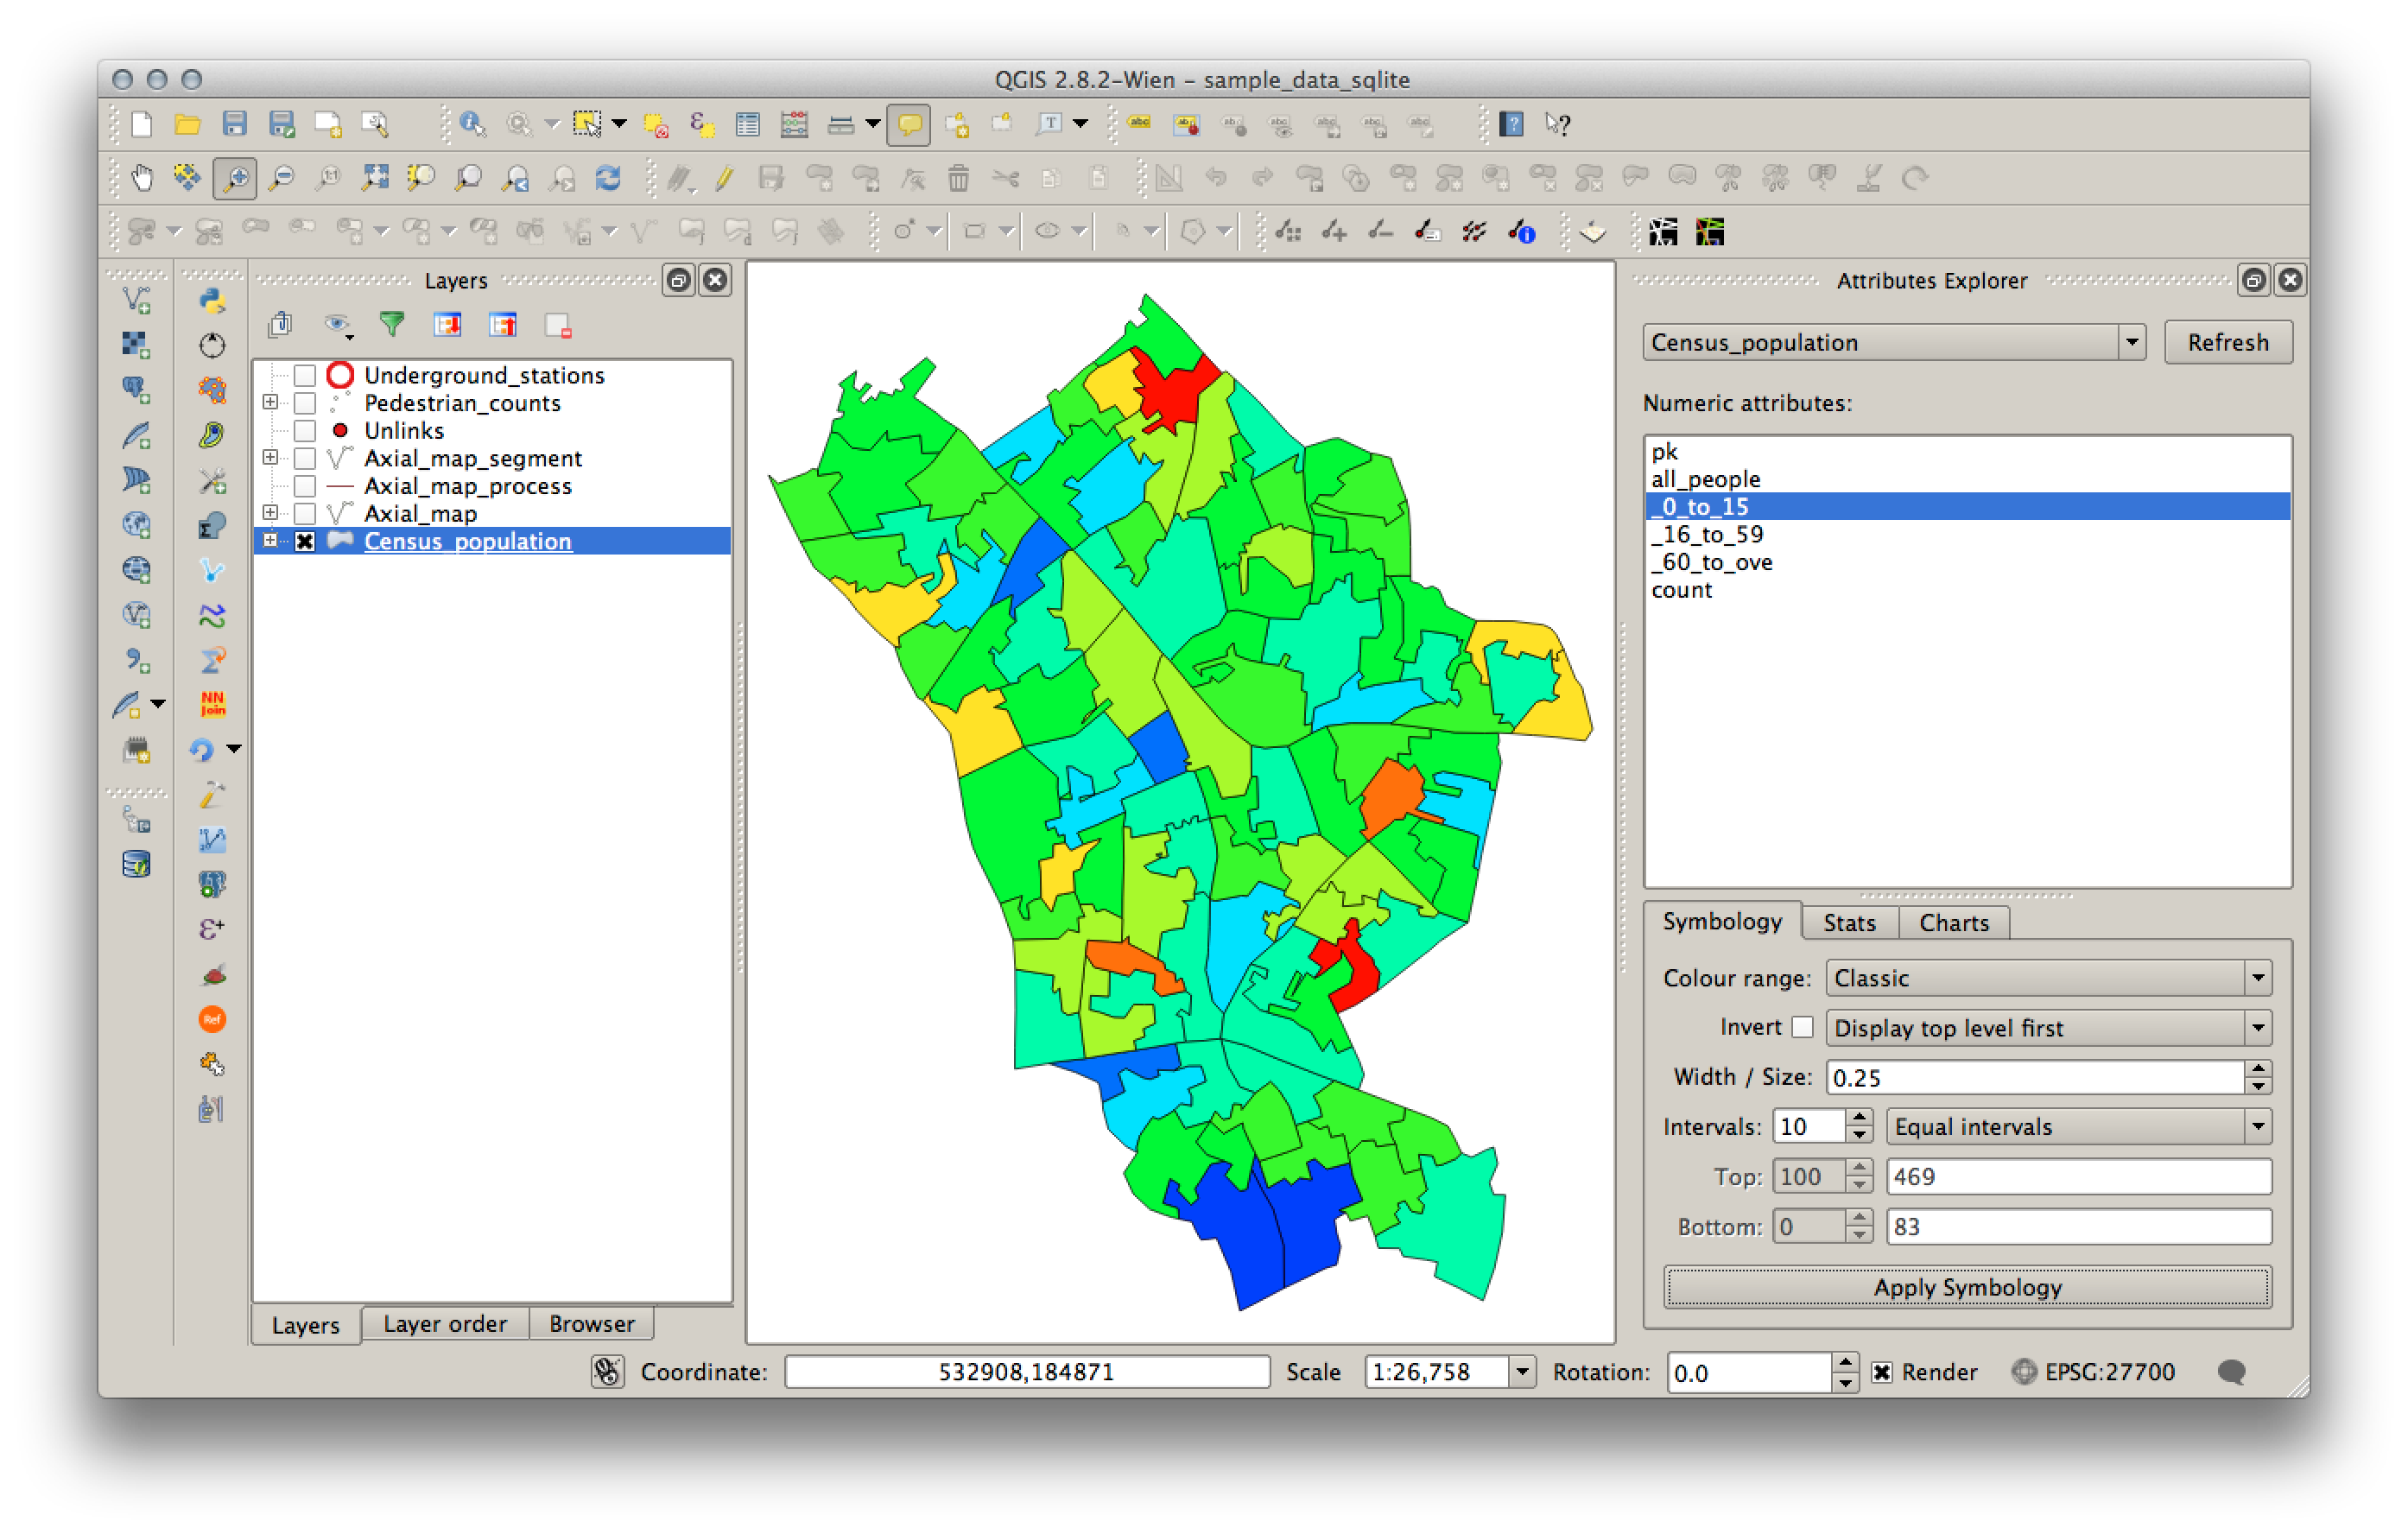 QGIS 2.8.2-Wien - sample_data_sqlite
Layers
Underground_stations
Pedestrian_counts
Unlinks
Axial_map_segment
Axial_map_process
Axial_map
Census_population
NN
Join
Ref
Layers
Layer order
Browser
Attributes Explorer
Census_population
Refresh
Numeric attributes:
pk
all_people
_0_to_15
_16_to_59
_60_to_ove
count
Symbology
Stats
Charts
Colour range: Classic
Invert Display top level first
Width / Size: 0.25
Intervals: 10 Equal intervals
Top: 100 469
Bottom: 0 83
Apply Symbology
Coordinate: 532908,184871 Scale 1:26,758 Rotation: 0.0 Render EPSG:27700